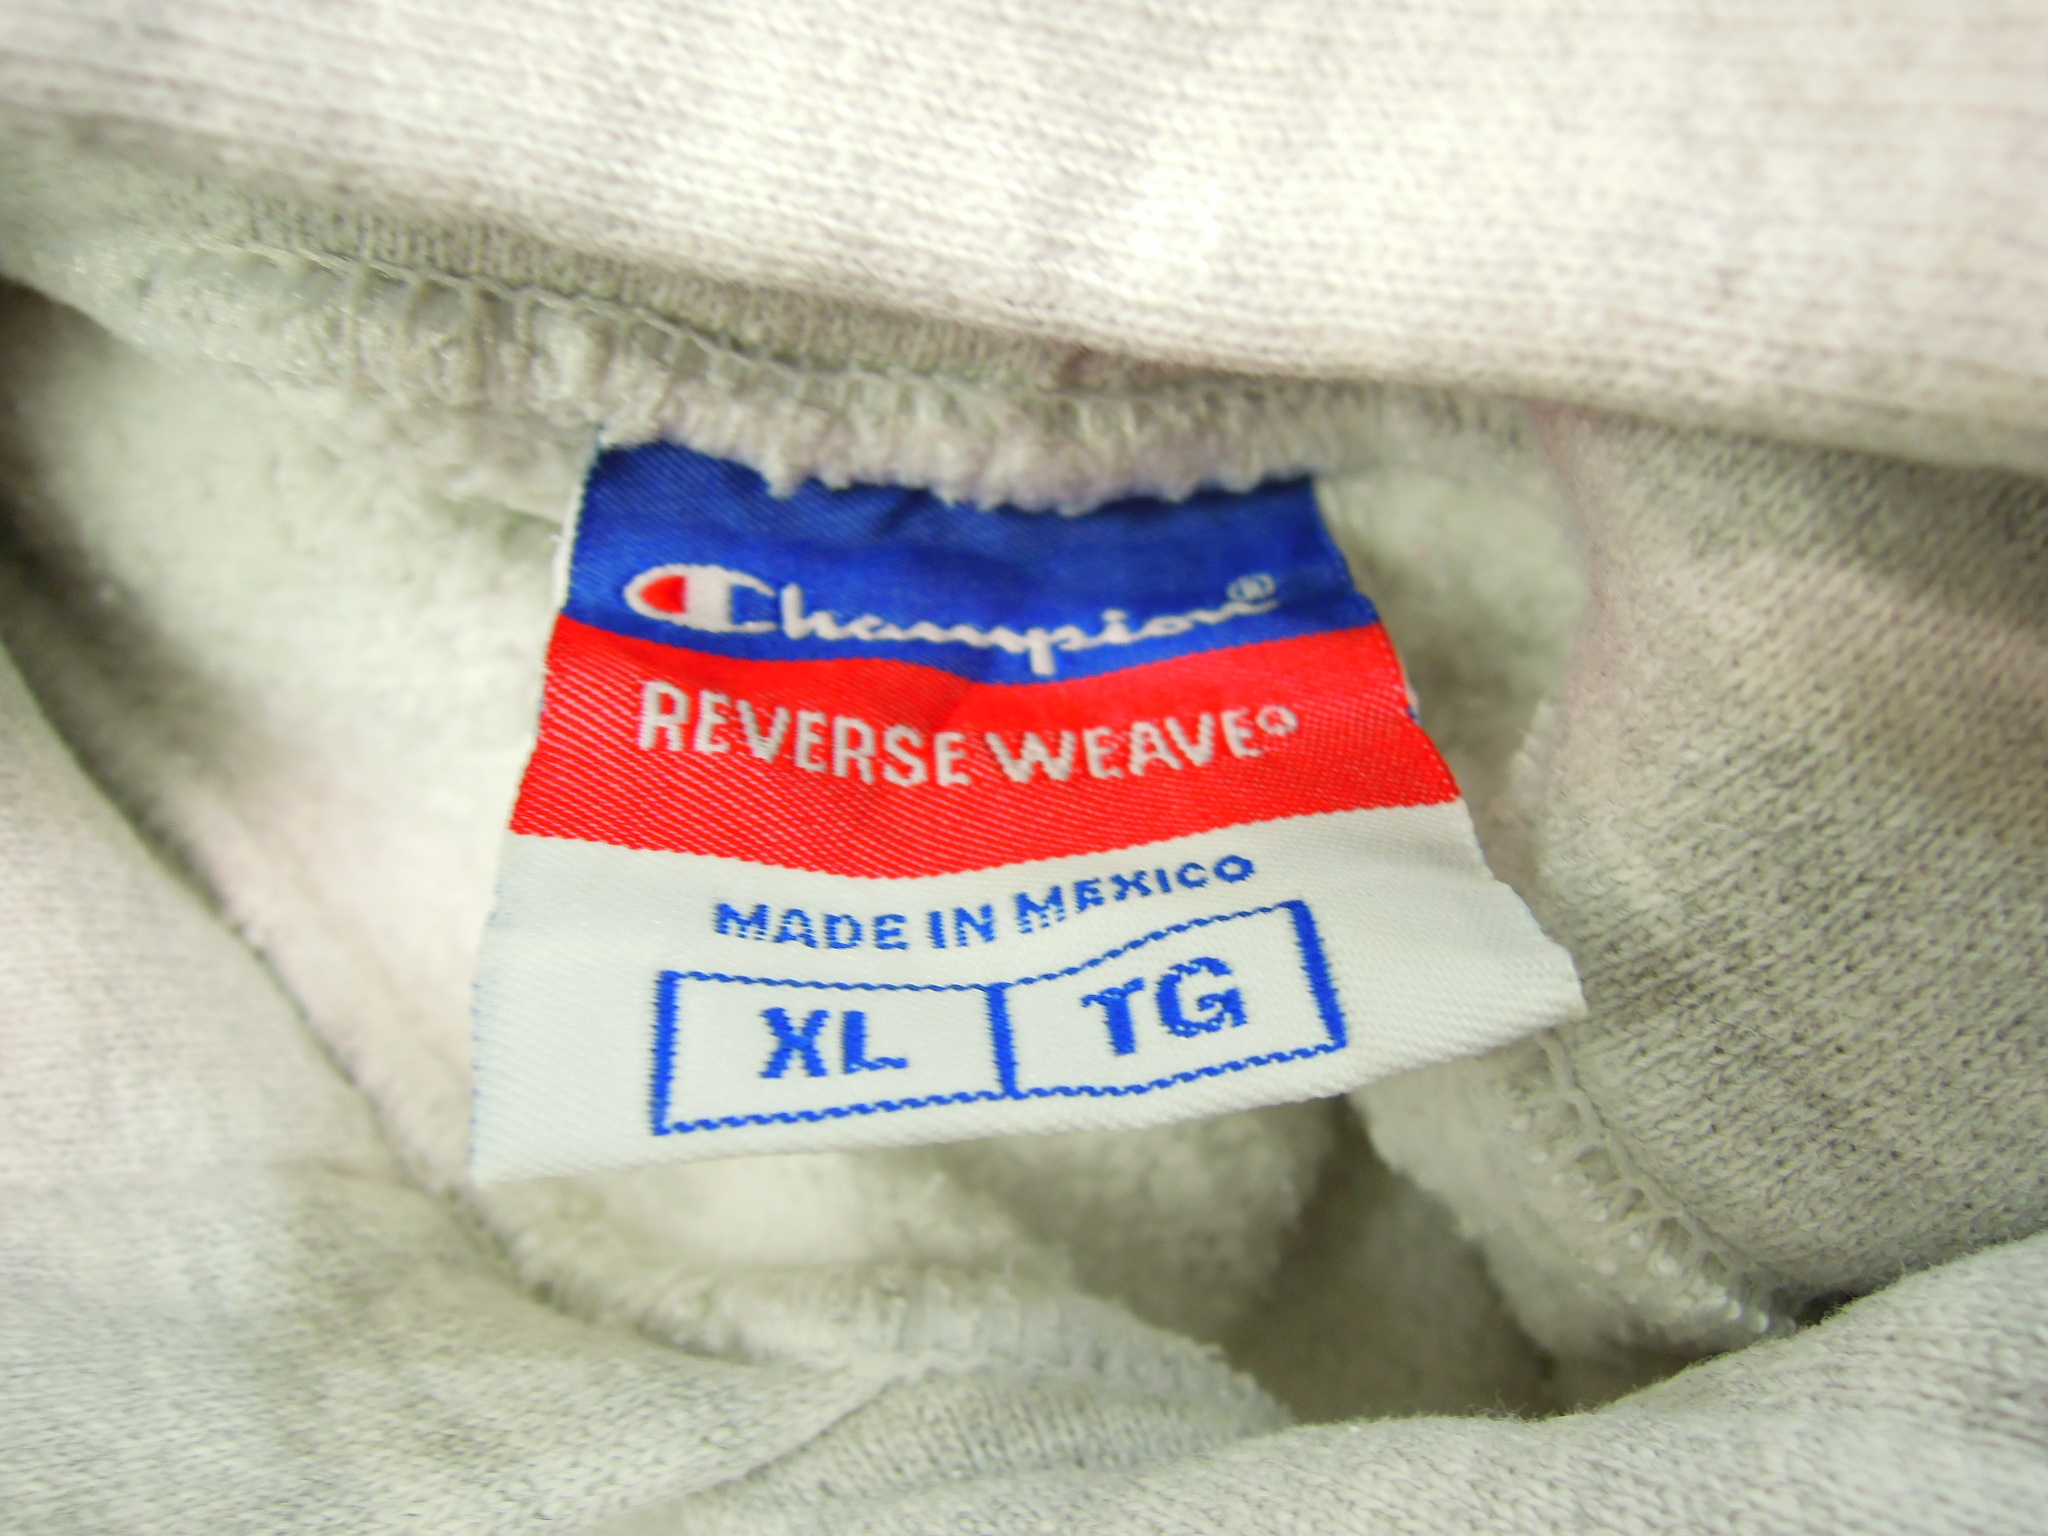 Champion®
REVERSE WEAVE®
MADE IN MEXICO
XL TG